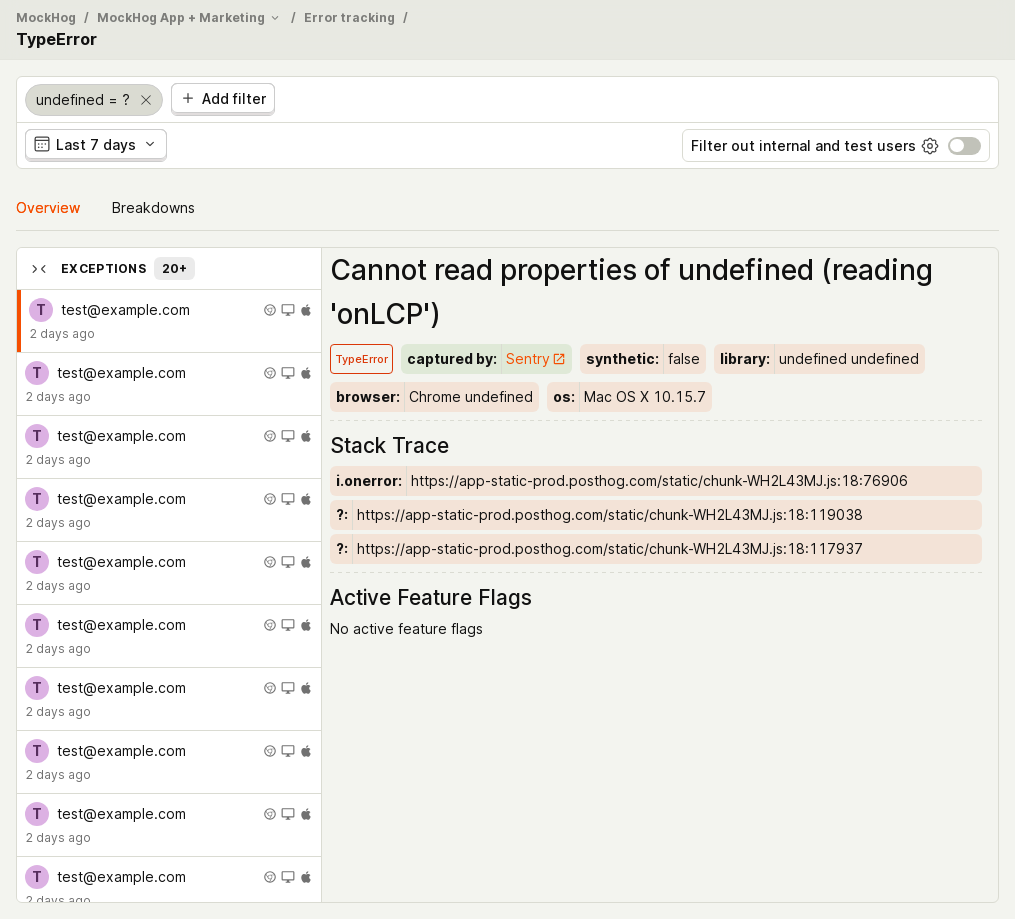 MockHog / MockHog App + Marketing / Error tracking /
TypeError
undefined = ?
Add filter
Last 7 days
Filter out internal and test users
Overview
Breakdowns
EXCEPTIONS 20+
T test@example.com
2 days ago
T test@example.com
2 days ago
T test@example.com
2 days ago
T test@example.com
2 days ago
T test@example.com
2 days ago
T test@example.com
2 days ago
T test@example.com
2 days ago
T test@example.com
2 days ago
T test@example.com
2 days ago
T test@example.com
2 days ago
Cannot read properties of undefined (reading
'onLCP')
TypeError captured by: Sentry synthetic: false library: undefined undefined
browser: Chrome undefined os: Mac OS X 10.15.7
Stack Trace
i.onerror: https://app-static-prod.posthog.com/static/chunk-WH2L43MJ.js:18:76906
?: https://app-static-prod.posthog.com/static/chunk-WH2L43MJ.js:18:119038
?: https://app-static-prod.posthog.com/static/chunk-WH2L43MJ.js:18:117937
Active Feature Flags
No active feature flags